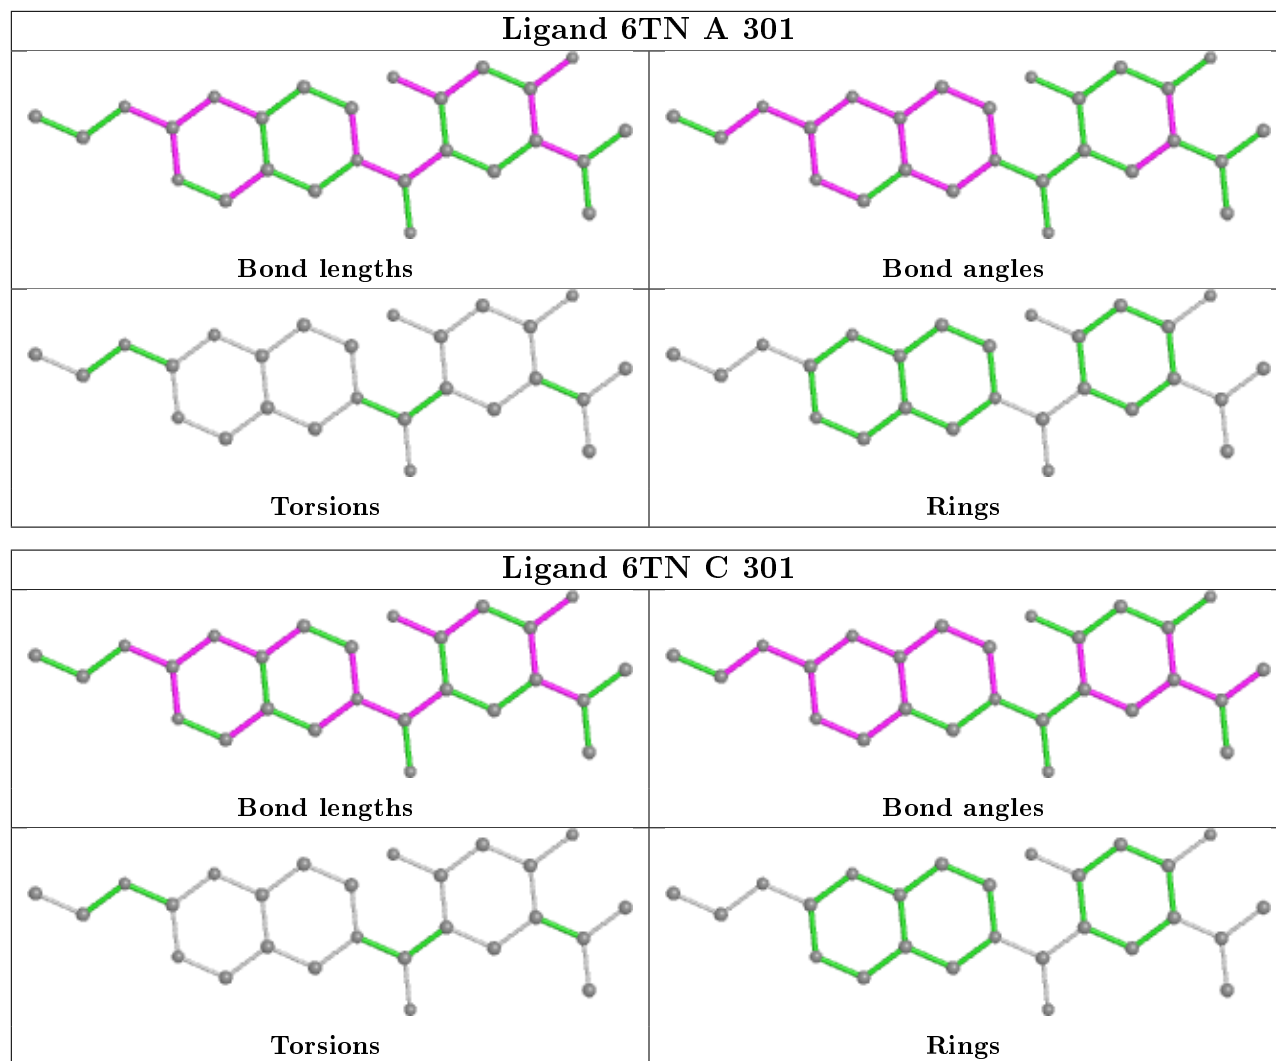 Ligand 6TN A 301
Bond lengths
Bond angles
Torsions
Rings
Ligand 6TN C 301
Bond lengths
Bond angles
Torsions
Rings